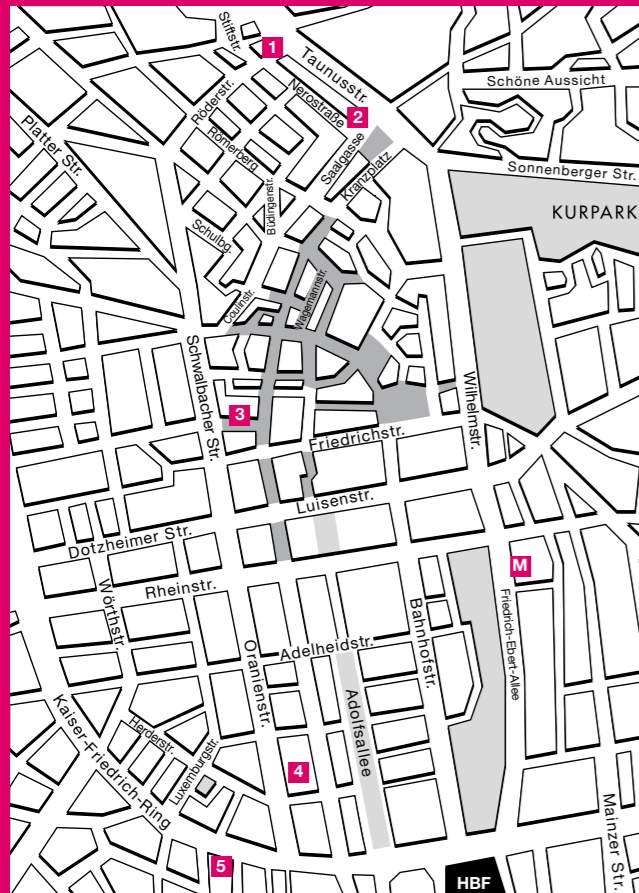 Stiftstr.
1
Taunusstr.
Schöne Aussicht
Röderstr.
Nerostraße
2
Platter Str.
Römerberg
Saalgasse
Kranzplatz
Sonnenberger Str.
Büdingenstr.
KURPARK
Schulbg.
Coulinstr.
Wagemannstr.
Schwalbacher Str.
Wilhelmstr.
3
Friedrichstr.
Luisenstr.
Dotzheimer Str.
M
Rheinstr.
Wörthstr.
Friedrich-Ebert-Allee
Bahnhofstr.
Oranienstr.
Adelheidstr.
Adolfsallee
Kaiser-Friedrich-Ring
Herderstr.
Luxemburgstr.
4
Mainzer Str.
5
HBF